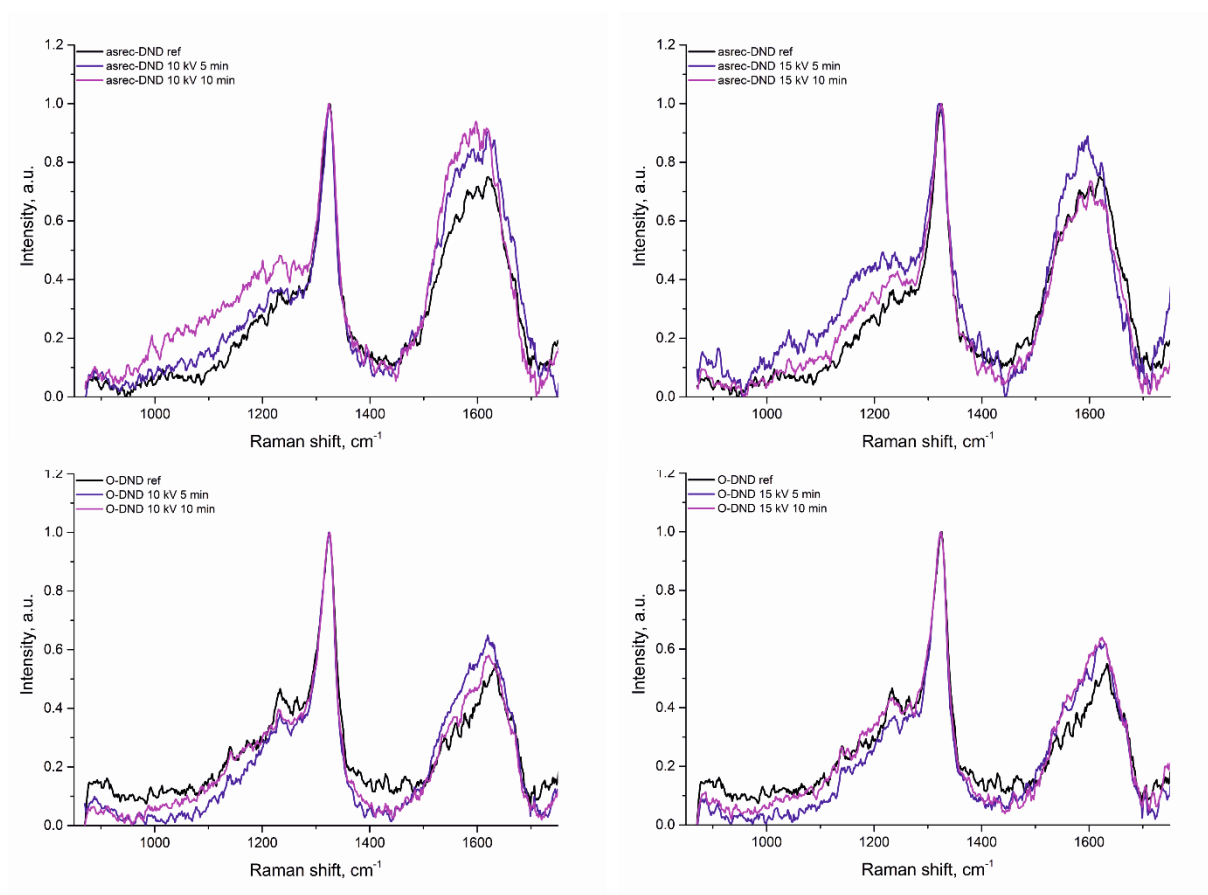 1.2
asrec-DND ref
asrec-DND 10 kV 5 min
asrec-DND 10 kV 10 min
1.0
0.8
0.6
0.4
0.2
0.0
Intensity, a.u.
1000 1200 1400 1600
Raman shift, cm⁻¹
1.2
asrec-DND ref
asrec-DND 15 kV 5 min
asrec-DND 15 kV 10 min
1.0
0.8
0.6
0.4
0.2
0.0
Intensity, a.u.
1000 1200 1400 1600
Raman shift, cm⁻¹
1.2
O-DND ref
O-DND 10 kV 5 min
O-DND 10 kV 10 min
1.0
0.8
0.6
0.4
0.2
0.0
Intensity, a.u.
1000 1200 1400 1600
Raman shift, cm⁻¹
1.2
O-DND ref
O-DND 15 kV 5 min
O-DND 15 kV 10 min
1.0
0.8
0.6
0.4
0.2
0.0
Intensity, a.u.
1000 1200 1400 1600
Raman shift, cm⁻¹